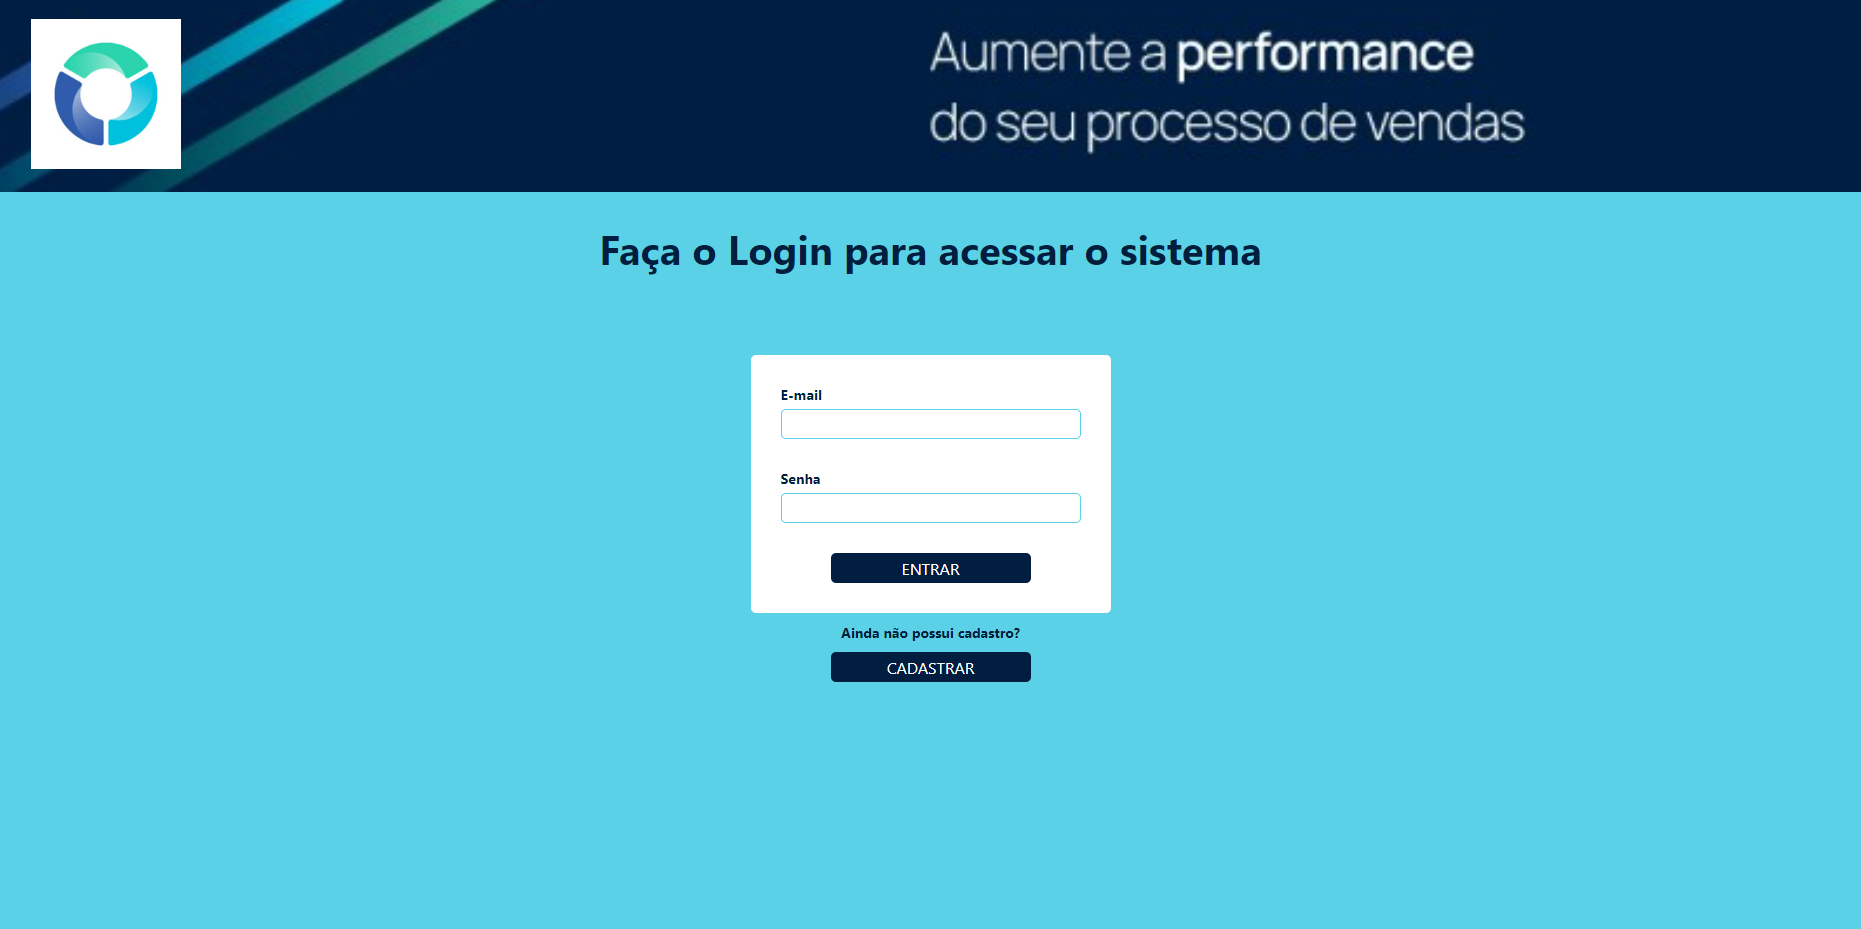 Aumente a performance
do seu processo de vendas
Faça o Login para acessar o sistema
E-mail
Senha
ENTRAR
Ainda não possui cadastro?
CADASTRAR